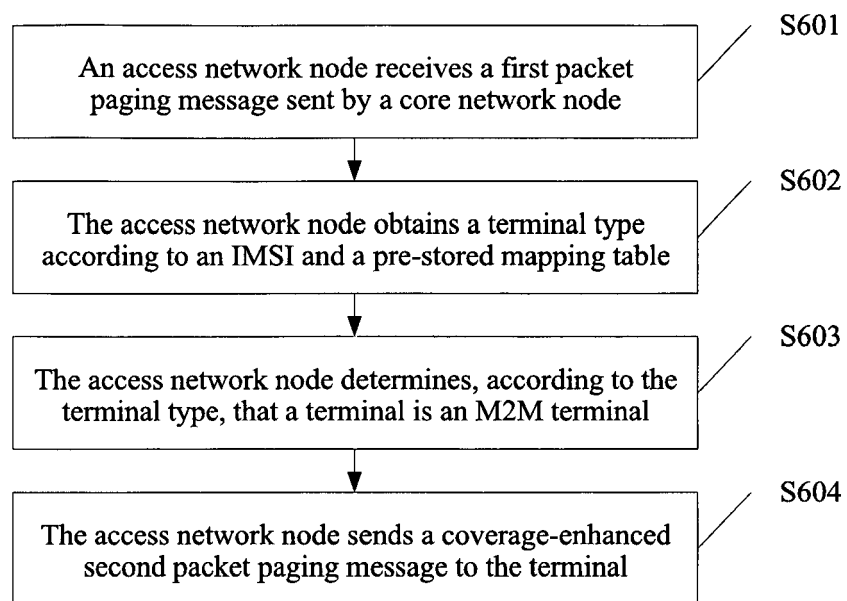 S601
An access network node receives a first packet
paging message sent by a core network node
S602
The access network node obtains a terminal type
according to an IMSI and a pre-stored mapping table
S603
The access network node determines, according to the
terminal type, that a terminal is an M2M terminal
S604
The access network node sends a coverage-enhanced
second packet paging message to the terminal